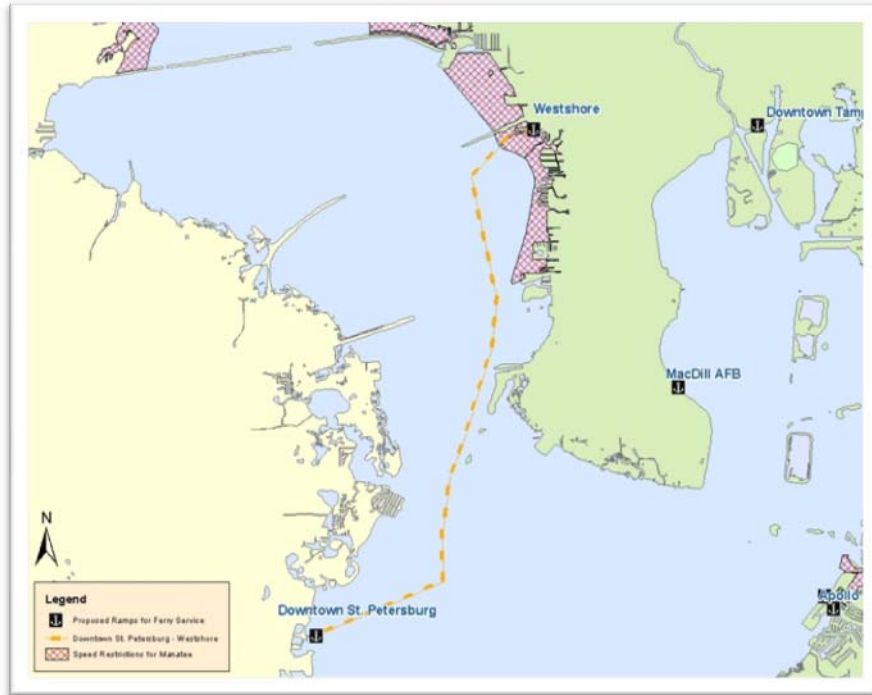 Westshore
Downtown Tam
MacDill AFB
Apollo
Downtown St. Petersburg
N
Legend
Proposed Ramps for Ferry Service
Downtown St. Petersburg - Westshore
Speed Restrictions for Manatee